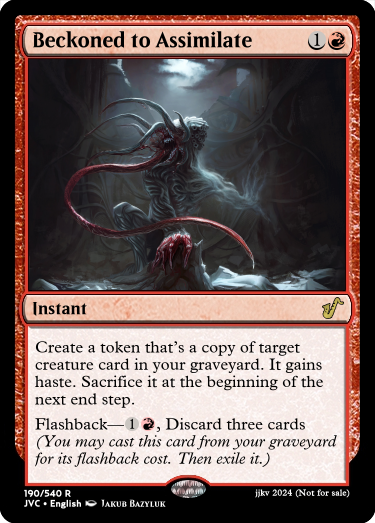 Beckoned to Assimilate 1
Instant
Create a token that's a copy of target
creature card in your graveyard. It gains
haste. Sacrifice it at the beginning of the
next end step.
Flashback—1, Discard three cards
(You may cast this card from your graveyard
for its flashback cost. Then exile it.)
190/540 R
JVC • English Jakub Bazyluk
jjkv 2024 (Not for sale)